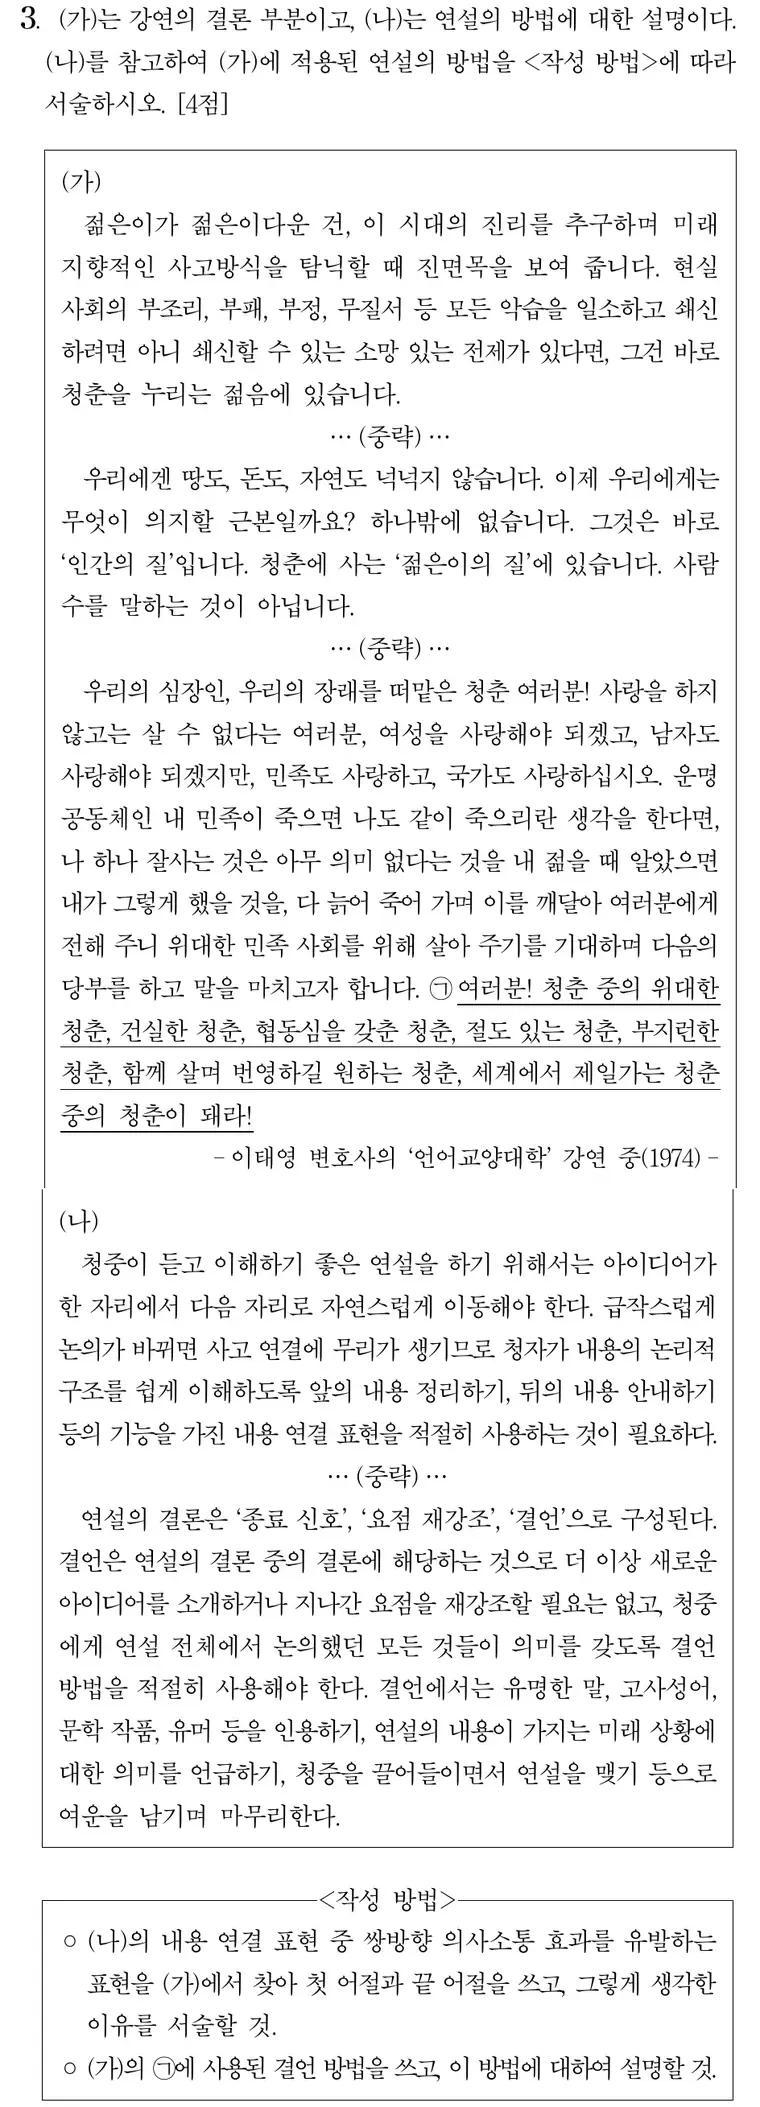 3. (가)는 강연의 결론 부분이고, (나)는 연설의 방법에 대한 설명이다.
(나)를 참고하여 (가)에 적용된 연설의 방법을 <작성 방법>에 따라
서술하시오. [4점]
(가)
젊은이가 젊은이다운 건, 이 시대의 진리를 추구하며 미래
지향적인 사고방식을 탐닉할 때 진면목을 보여 줍니다. 현실
사회의 부조리, 부패, 부정, 무질서 등 모든 악습을 일소하고 쇄신
하려면 아니 쇄신할 수 있는 소망 있는 전제가 있다면, 그건 바로
청춘을 누리는 젊음에 있습니다.
… (중략) …
우리에겐 땅도, 돈도, 자연도 넉넉지 않습니다. 이제 우리에게는
무엇이 의지할 근본일까요? 하나밖에 없습니다. 그것은 바로
‘인간의 질’입니다. 청춘에 사는 ‘젊은이의 질’에 있습니다. 사람
수를 말하는 것이 아닙니다.
… (중략) …
우리의 심장인, 우리의 장래를 떠맡은 청춘 여러분! 사랑을 하지
않고는 살 수 없다는 여러분, 여성을 사랑해야 되겠고, 남자도
사랑해야 되겠지만, 민족도 사랑하고, 국가도 사랑하십시오. 운명
공동체인 내 민족이 죽으면 나도 같이 죽으리란 생각을 한다면,
나 하나 잘사는 것은 아무 의미 없다는 것을 내 젊을 때 알았으면
내가 그렇게 했을 것을, 다 늙어 죽어 가며 이를 깨달아 여러분에게
전해 주니 위대한 민족 사회를 위해 살아 주기를 기대하며 다음의
당부를 하고 말을 마치고자 합니다. ㉠여러분! 청춘 중의 위대한
청춘, 건실한 청춘, 협동심을 갖춘 청춘, 절도 있는 청춘, 부지런한
청춘, 함께 살며 번영하길 원하는 청춘, 세계에서 제일가는 청춘
중의 청춘이 돼라!
- 이태영 변호사의 ‘언어교양대학’ 강연 중(1974) -
(나)
청중이 듣고 이해하기 좋은 연설을 하기 위해서는 아이디어가
한 자리에서 다음 자리로 자연스럽게 이동해야 한다. 급작스럽게
논의가 바뀌면 사고 연결에 무리가 생기므로 청자가 내용의 논리적
구조를 쉽게 이해하도록 앞의 내용 정리하기, 뒤의 내용 안내하기
등의 기능을 가진 내용 연결 표현을 적절히 사용하는 것이 필요하다.
… (중략) …
연설의 결론은 ‘종료 신호’, ‘요점 재강조’, ‘결언’으로 구성된다.
결언은 연설의 결론 중의 결론에 해당하는 것으로 더 이상 새로운
아이디어를 소개하거나 지나간 요점을 재강조할 필요는 없고, 청중
에게 연설 전체에서 논의했던 모든 것들이 의미를 갖도록 결언
방법을 적절히 사용해야 한다. 결언에서는 유명한 말, 고사성어,
문학 작품, 유머 등을 인용하기, 연설의 내용이 가지는 미래 상황에
대한 의미를 언급하기, 청중을 끌어들이면서 연설을 맺기 등으로
여운을 남기며 마무리한다.
<작성 방법>
○ (나)의 내용 연결 표현 중 쌍방향 의사소통 효과를 유발하는
표현을 (가)에서 찾아 첫 어절과 끝 어절을 쓰고, 그렇게 생각한
이유를 서술할 것.
○ (가)의 ㉠에 사용된 결언 방법을 쓰고, 이 방법에 대하여 설명할 것.